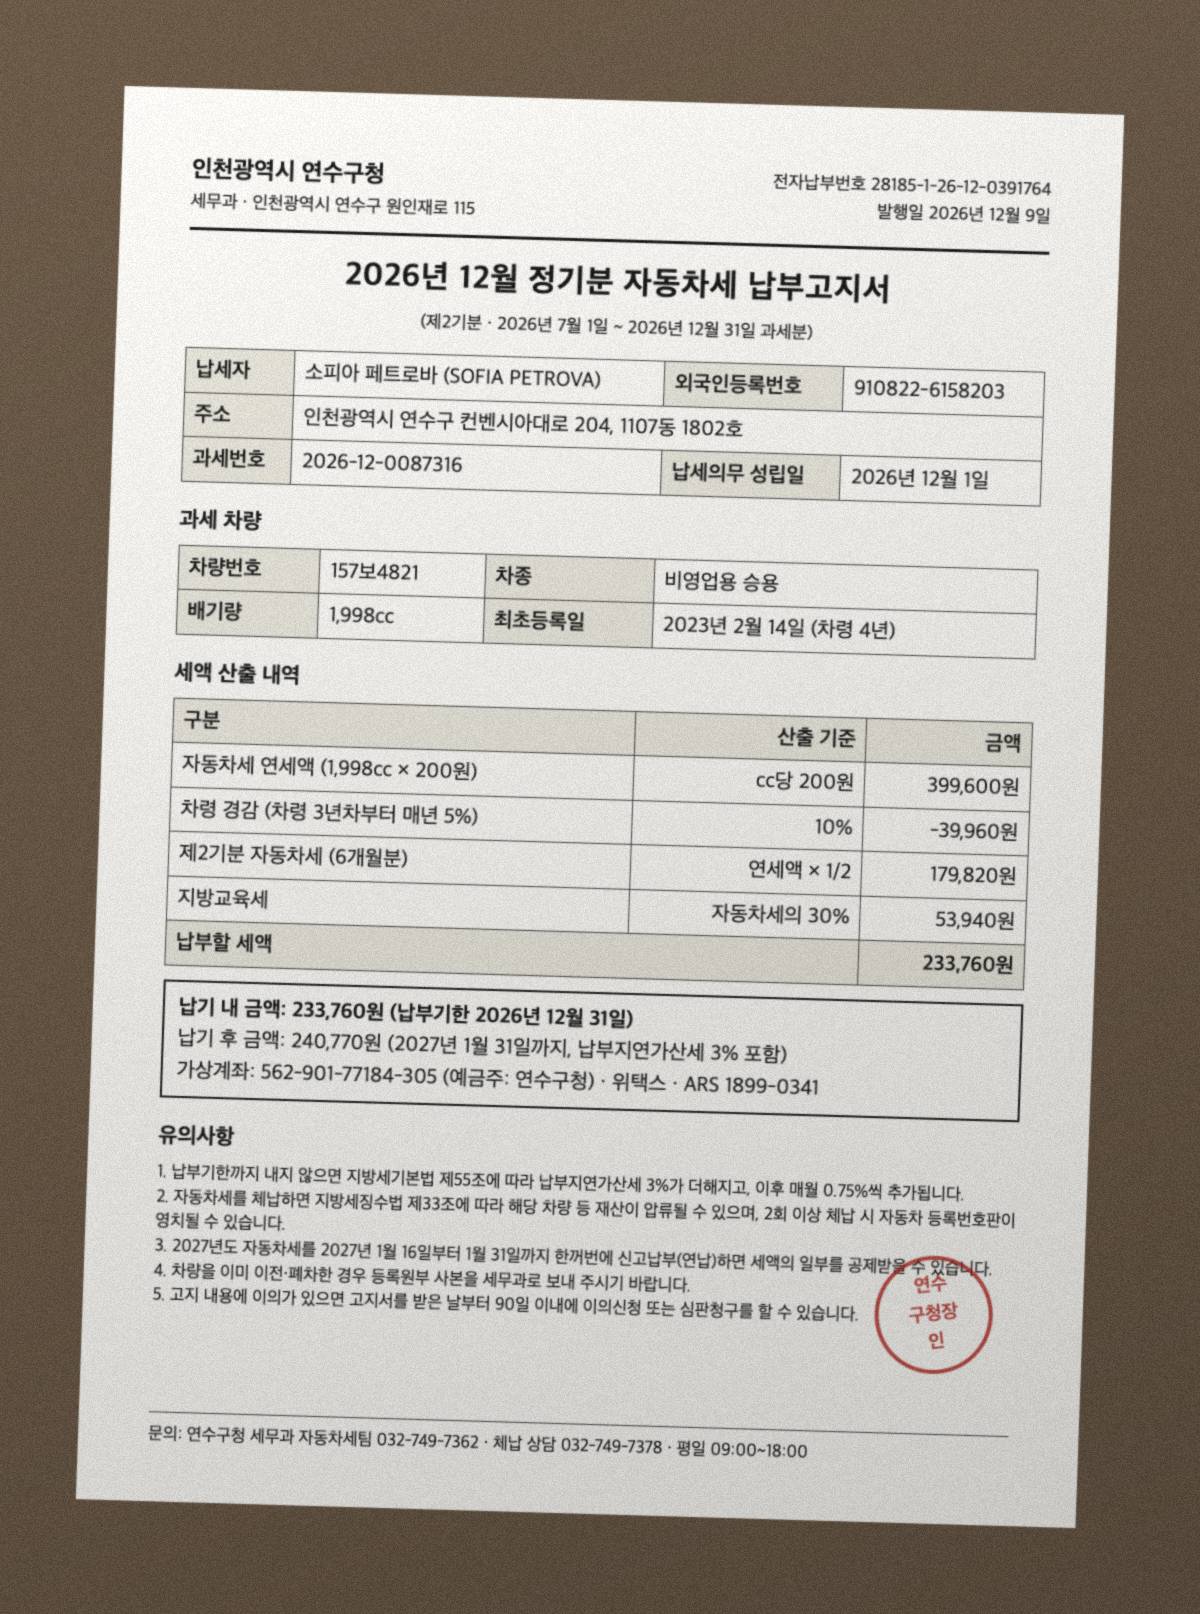 인천광역시 연수구청
세무과 · 인천광역시 연수구 원인재로 115
전자납부번호 28185-1-26-12-0391764
발행일 2026년 12월 9일
2026년 12월 정기분 자동차세 납부고지서
(제2기분 · 2026년 7월 1일 ~ 2026년 12월 31일 과세분)
납세자 소피아 페트로바 (SOFIA PETROVA) 외국인등록번호 910822-6158203
주소 인천광역시 연수구 컨벤시아대로 204, 1107동 1802호
과세번호 2026-12-0087316 납세의무 성립일 2026년 12월 1일
과세 차량
차량번호 157보4821 차종 비영업용 승용
배기량 1,998cc 최초등록일 2023년 2월 14일 (차령 4년)
세액 산출 내역
구분 산출 기준 금액
자동차세 연세액 (1,998cc × 200원) cc당 200원 399,600원
차령 경감 (차령 3년차부터 매년 5%) 10% -39,960원
제2기분 자동차세 (6개월분) 연세액 × 1/2 179,820원
지방교육세 자동차세의 30% 53,940원
납부할 세액 233,760원
납기 내 금액: 233,760원 (납부기한 2026년 12월 31일)
납기 후 금액: 240,770원 (2027년 1월 31일까지, 납부지연가산세 3% 포함)
가상계좌: 562-901-77184-305 (예금주: 연수구청) · 위택스 · ARS 1899-0341
유의사항
1. 납부기한까지 내지 않으면 지방세기본법 제55조에 따라 납부지연가산세 3%가 더해지고, 이후 매월 0.75%씩 추가됩니다.
2. 자동차세를 체납하면 지방세징수법 제33조에 따라 해당 차량 등 재산이 압류될 수 있으며, 2회 이상 체납 시 자동차 등록번호판이
영치될 수 있습니다.
3. 2027년도 자동차세를 2027년 1월 16일부터 1월 31일까지 한꺼번에 신고납부(연납)하면 세액의 일부를 공제받을 수 있습니다.
4. 차량을 이미 이전·폐차한 경우 등록원부 사본을 세무과로 보내 주시기 바랍니다.
5. 고지 내용에 이의가 있으면 고지서를 받은 날부터 90일 이내에 이의신청 또는 심판청구를 할 수 있습니다.
연수
구청장
인
문의: 연수구청 세무과 자동차세팀 032-749-7362 · 체납 상담 032-749-7378 · 평일 09:00~18:00